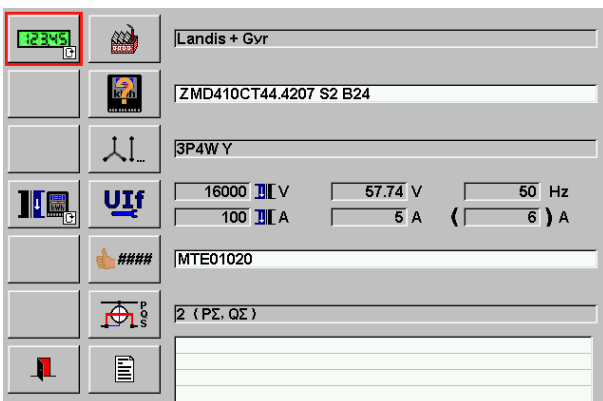 12345
Landis + Gyr
kWh
ZMD410CT44.4207 S2 B24
...
3P4W Y
UIf
16000 V 57.74 V 50 Hz
100 A 5 A ( 6 ) A
####
MTE01020
P
Q
S
2 ( PΣ, QΣ )